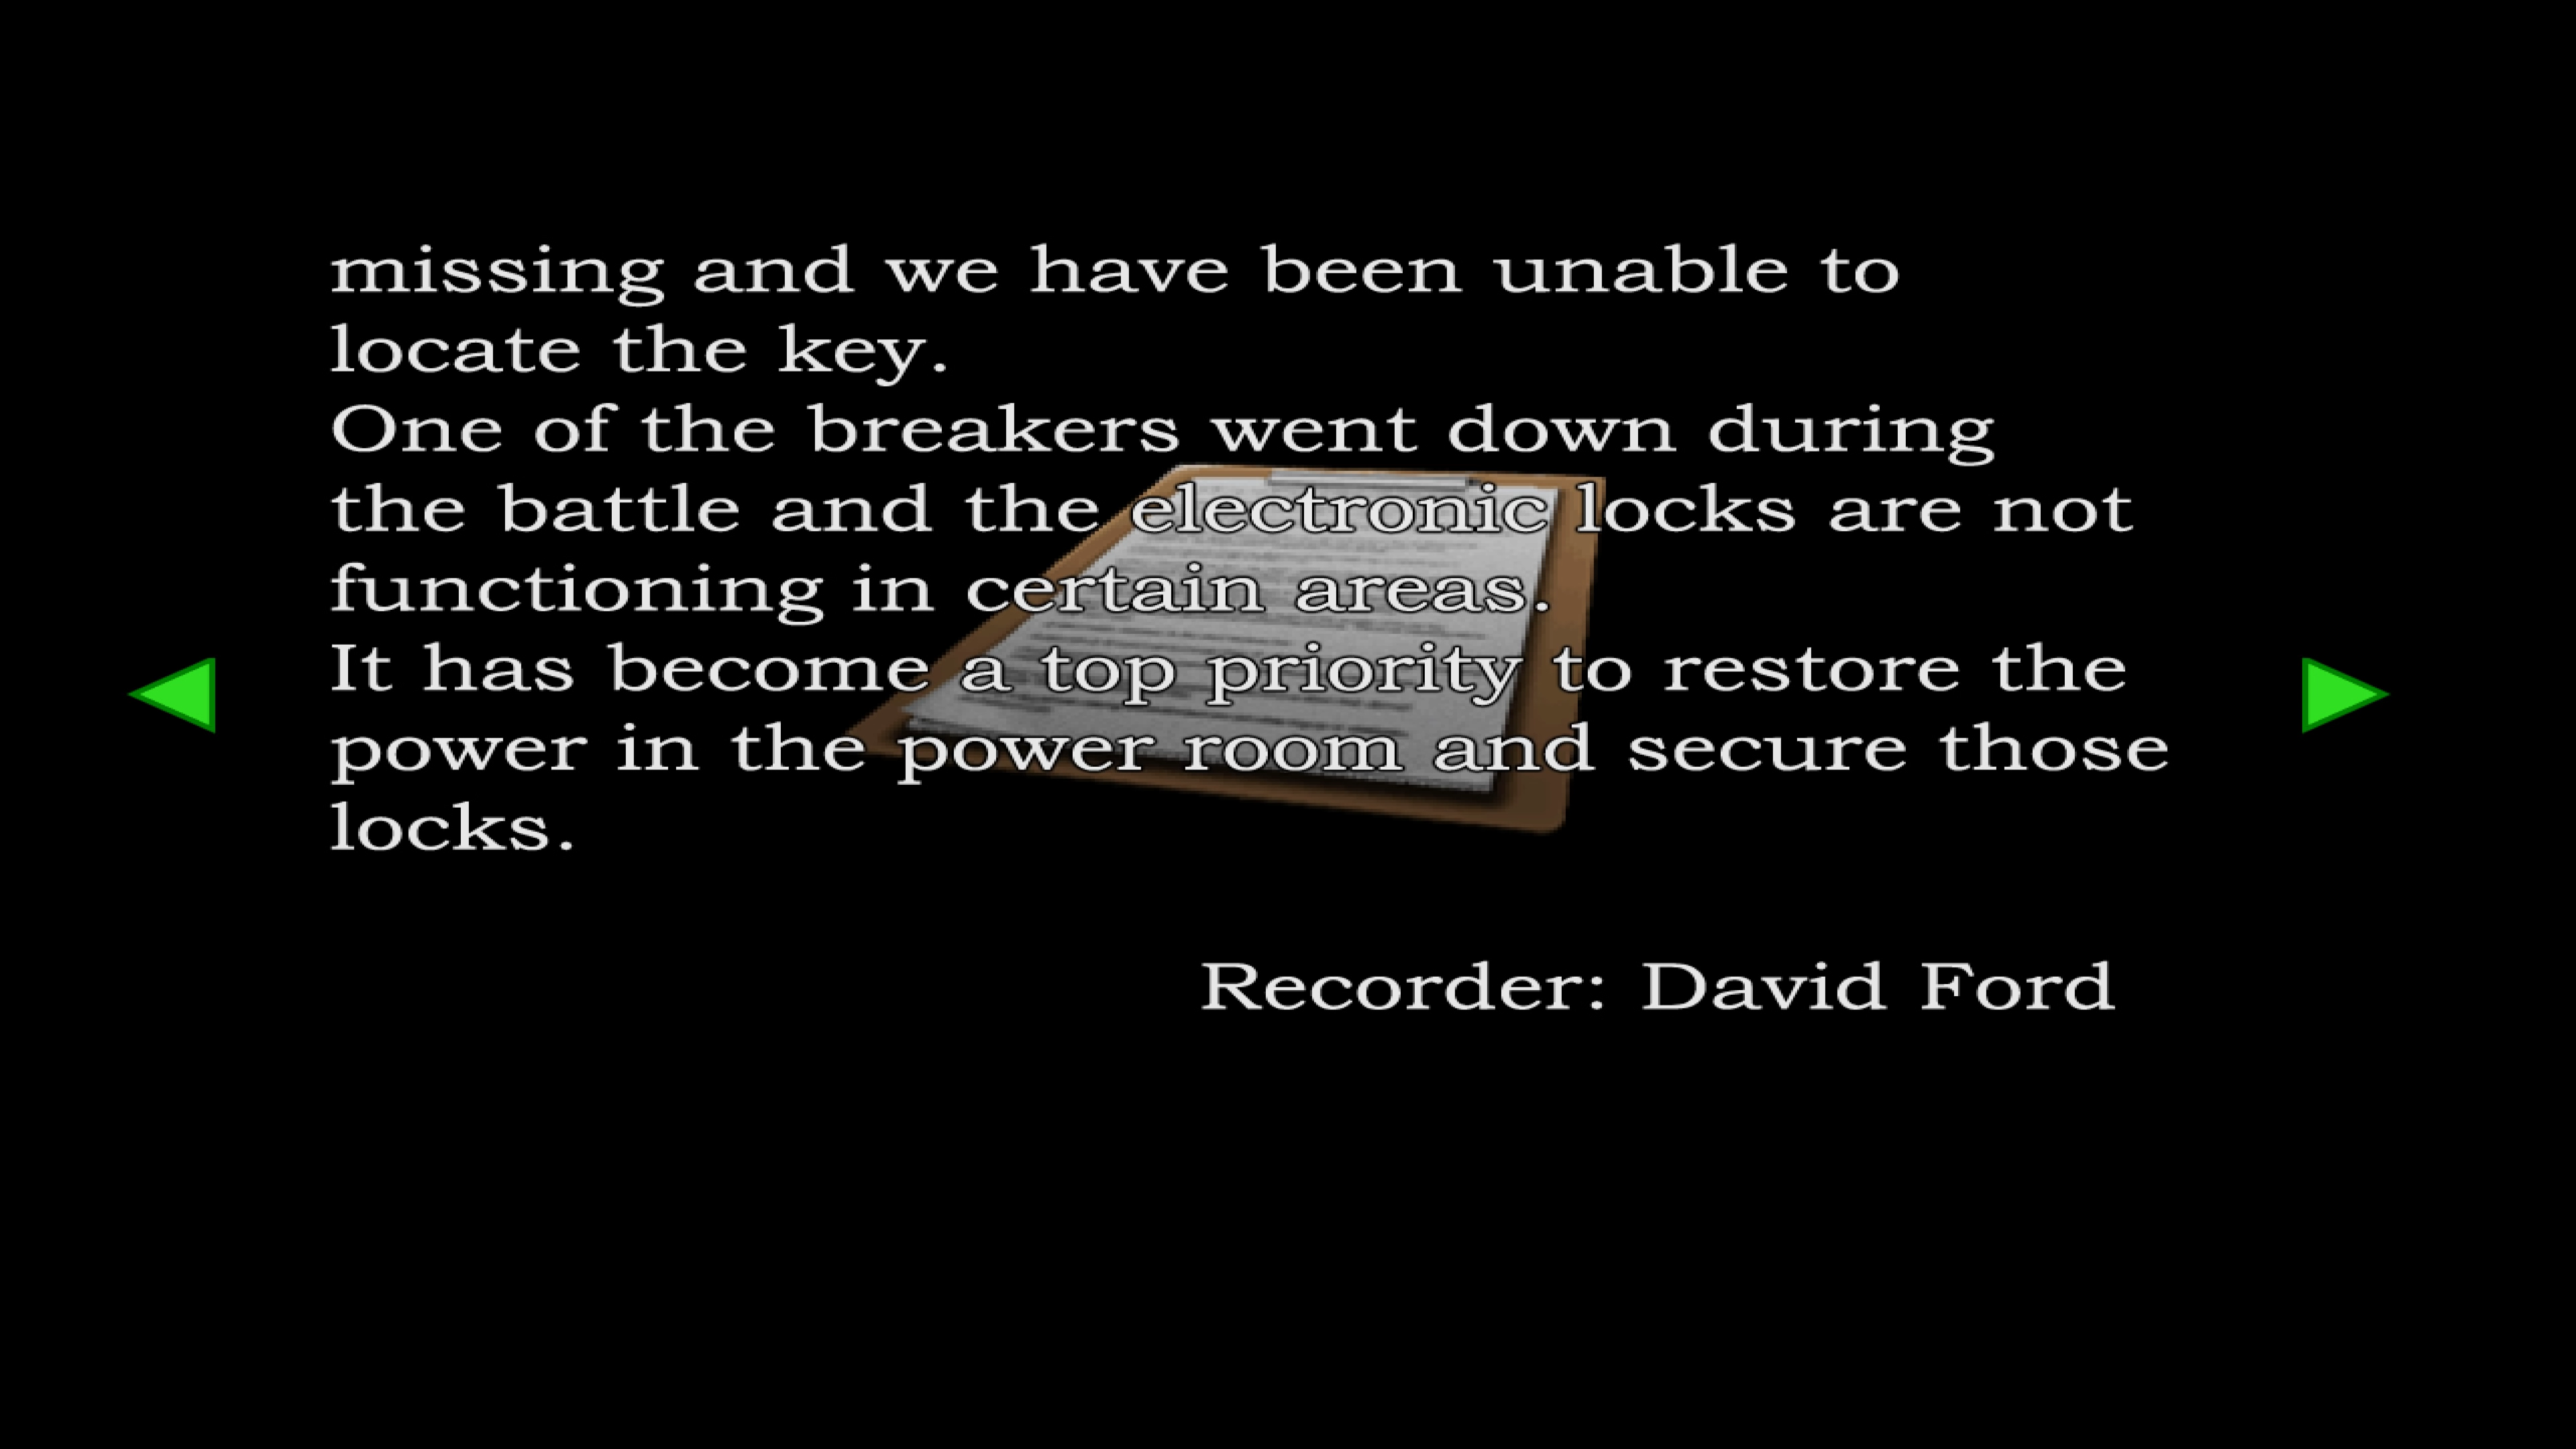 missing and we have been unable to
locate the key.
One of the breakers went down during
the battle and the electronic locks are not
functioning in certain areas.
It has become a top priority to restore the
power in the power room and secure those
locks.
Recorder: David Ford